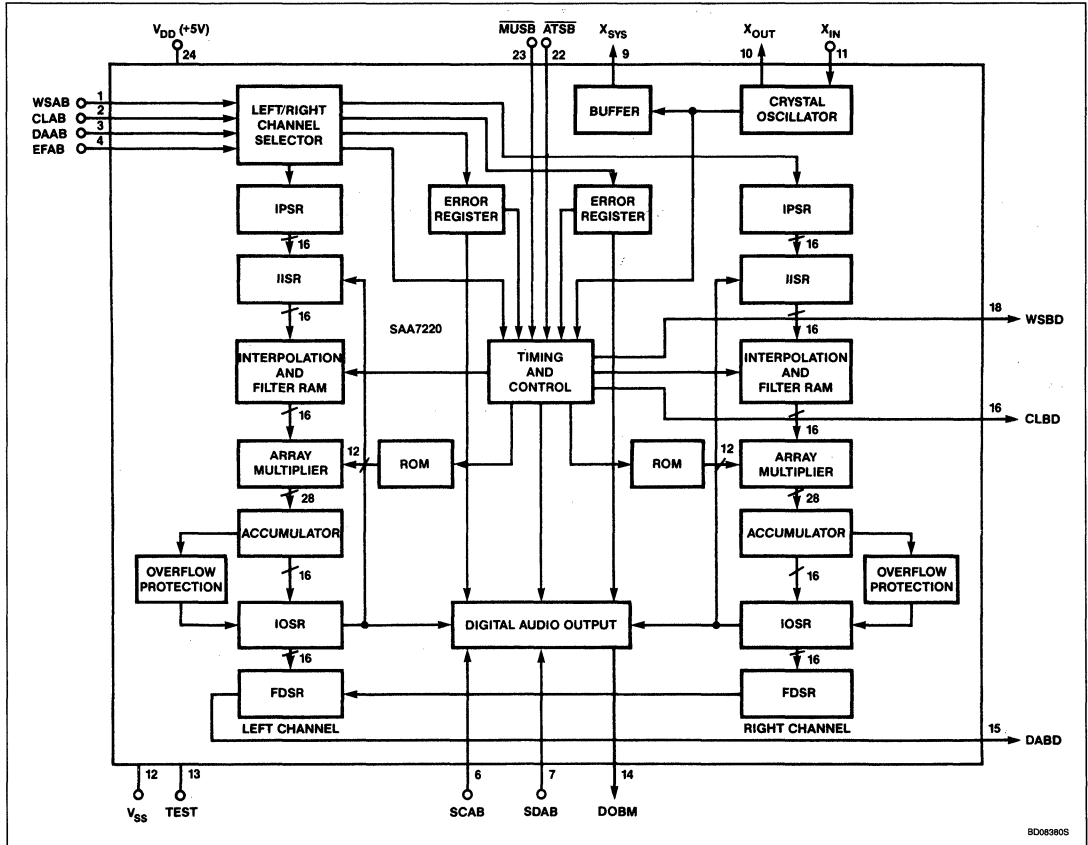 V_DD (+5V)
24
MUSB
23
ATSB
22
X_SYS
9
X_OUT
10
X_IN
11
WSAB 1
CLAB 2
DAAB 3
EFAB 4
LEFT/RIGHT
CHANNEL
SELECTOR
BUFFER
CRYSTAL
OSCILLATOR
IPSR
ERROR
REGISTER
ERROR
REGISTER
IPSR
16
16
IISR
IISR
16
SAA7220
16
18 WSBD
INTERPOLATION
AND
FILTER RAM
TIMING
AND
CONTROL
INTERPOLATION
AND
FILTER RAM
16
16
16 CLBD
ARRAY
MULTIPLIER
12
ROM
ROM
12
ARRAY
MULTIPLIER
28
28
ACCUMULATOR
ACCUMULATOR
OVERFLOW
PROTECTION
16
16
OVERFLOW
PROTECTION
IOSR
DIGITAL AUDIO OUTPUT
IOSR
16
16
FDSR
FDSR
LEFT CHANNEL
RIGHT CHANNEL
15 DABD
12
V_SS
13
TEST
6
SCAB
7
SDAB
14
DOBM
BD08380S